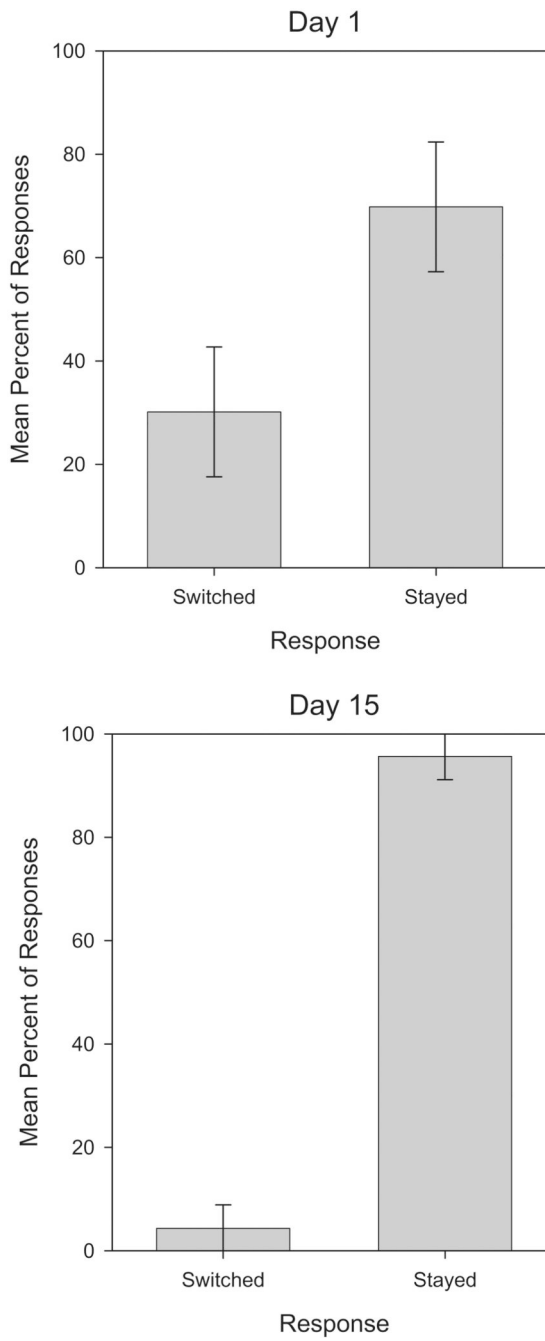 Day 1
Mean Percent of Responses
100
80
60
40
20
0
Switched Stayed
Response
Day 15
Mean Percent of Responses
100
80
60
40
20
0
Switched Stayed
Response